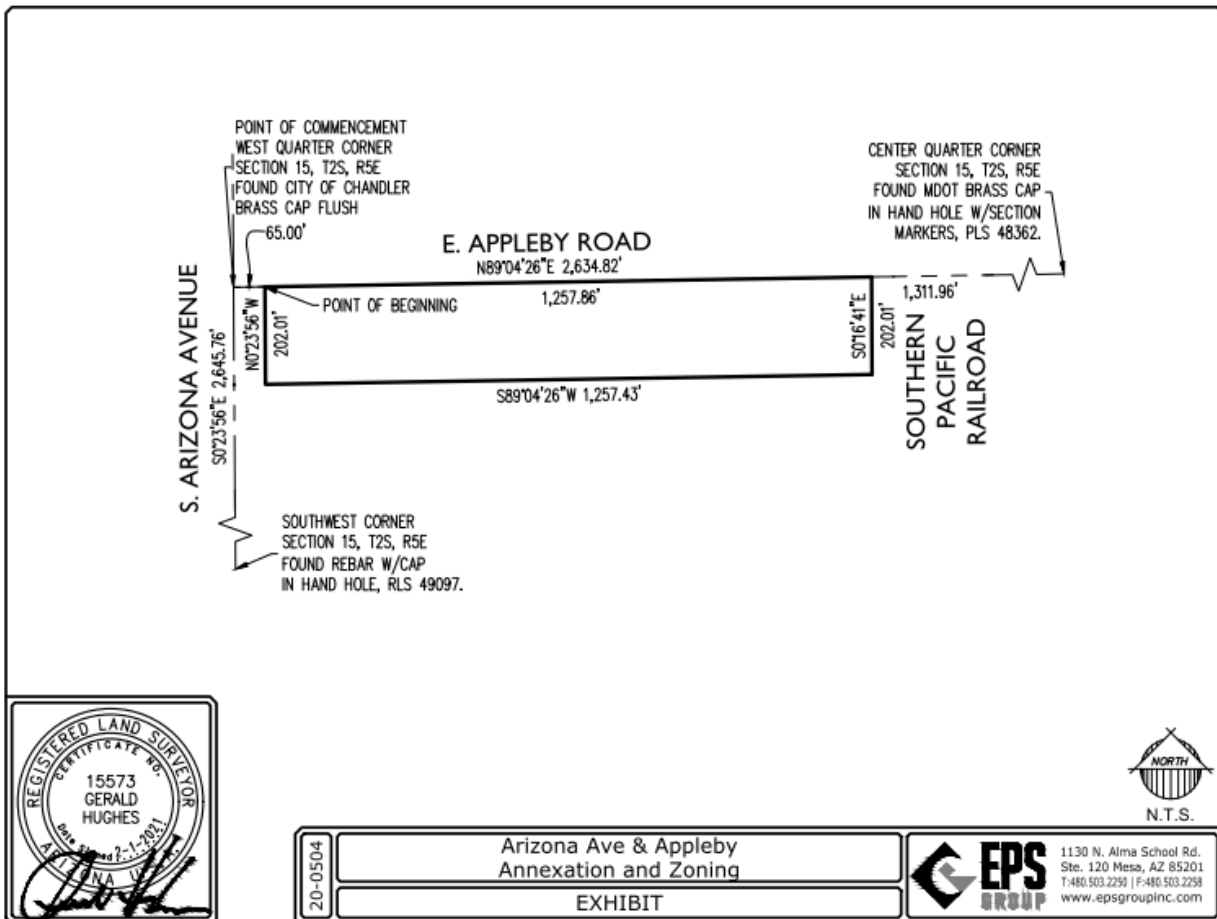 POINT OF COMMENCEMENT
WEST QUARTER CORNER
SECTION 15, T2S, R5E
FOUND CITY OF CHANDLER
BRASS CAP FLUSH
65.00'
CENTER QUARTER CORNER
SECTION 15, T2S, R5E
FOUND MDOT BRASS CAP
IN HAND HOLE W/SECTION
MARKERS, PLS 48362.
E. APPLEBY ROAD
N89°04'26"E 2,634.82'
POINT OF BEGINNING
1,257.86'
1,311.96'
S. ARIZONA AVENUE
S0°23'56"E 2,645.76'
N0°23'56"W
202.01'
S0°16'41"E
202.01'
S89°04'26"W 1,257.43'
SOUTHERN
PACIFIC
RAILROAD
SOUTHWEST CORNER
SECTION 15, T2S, R5E
FOUND REBAR W/CAP
IN HAND HOLE, RLS 49097.
REGISTERED LAND SURVEYOR
CERTIFICATE NO.
15573
GERALD
HUGHES
Date Signed 2-1-2021
ARIZONA U.S.A.
NORTH
N.T.S.
20-0504
Arizona Ave & Appleby
Annexation and Zoning
EXHIBIT
EPS
GROUP
1130 N. Alma School Rd.
Ste. 120 Mesa, AZ 85201
T:480.503.2250 | F:480.503.2258
www.epsgroupinc.com